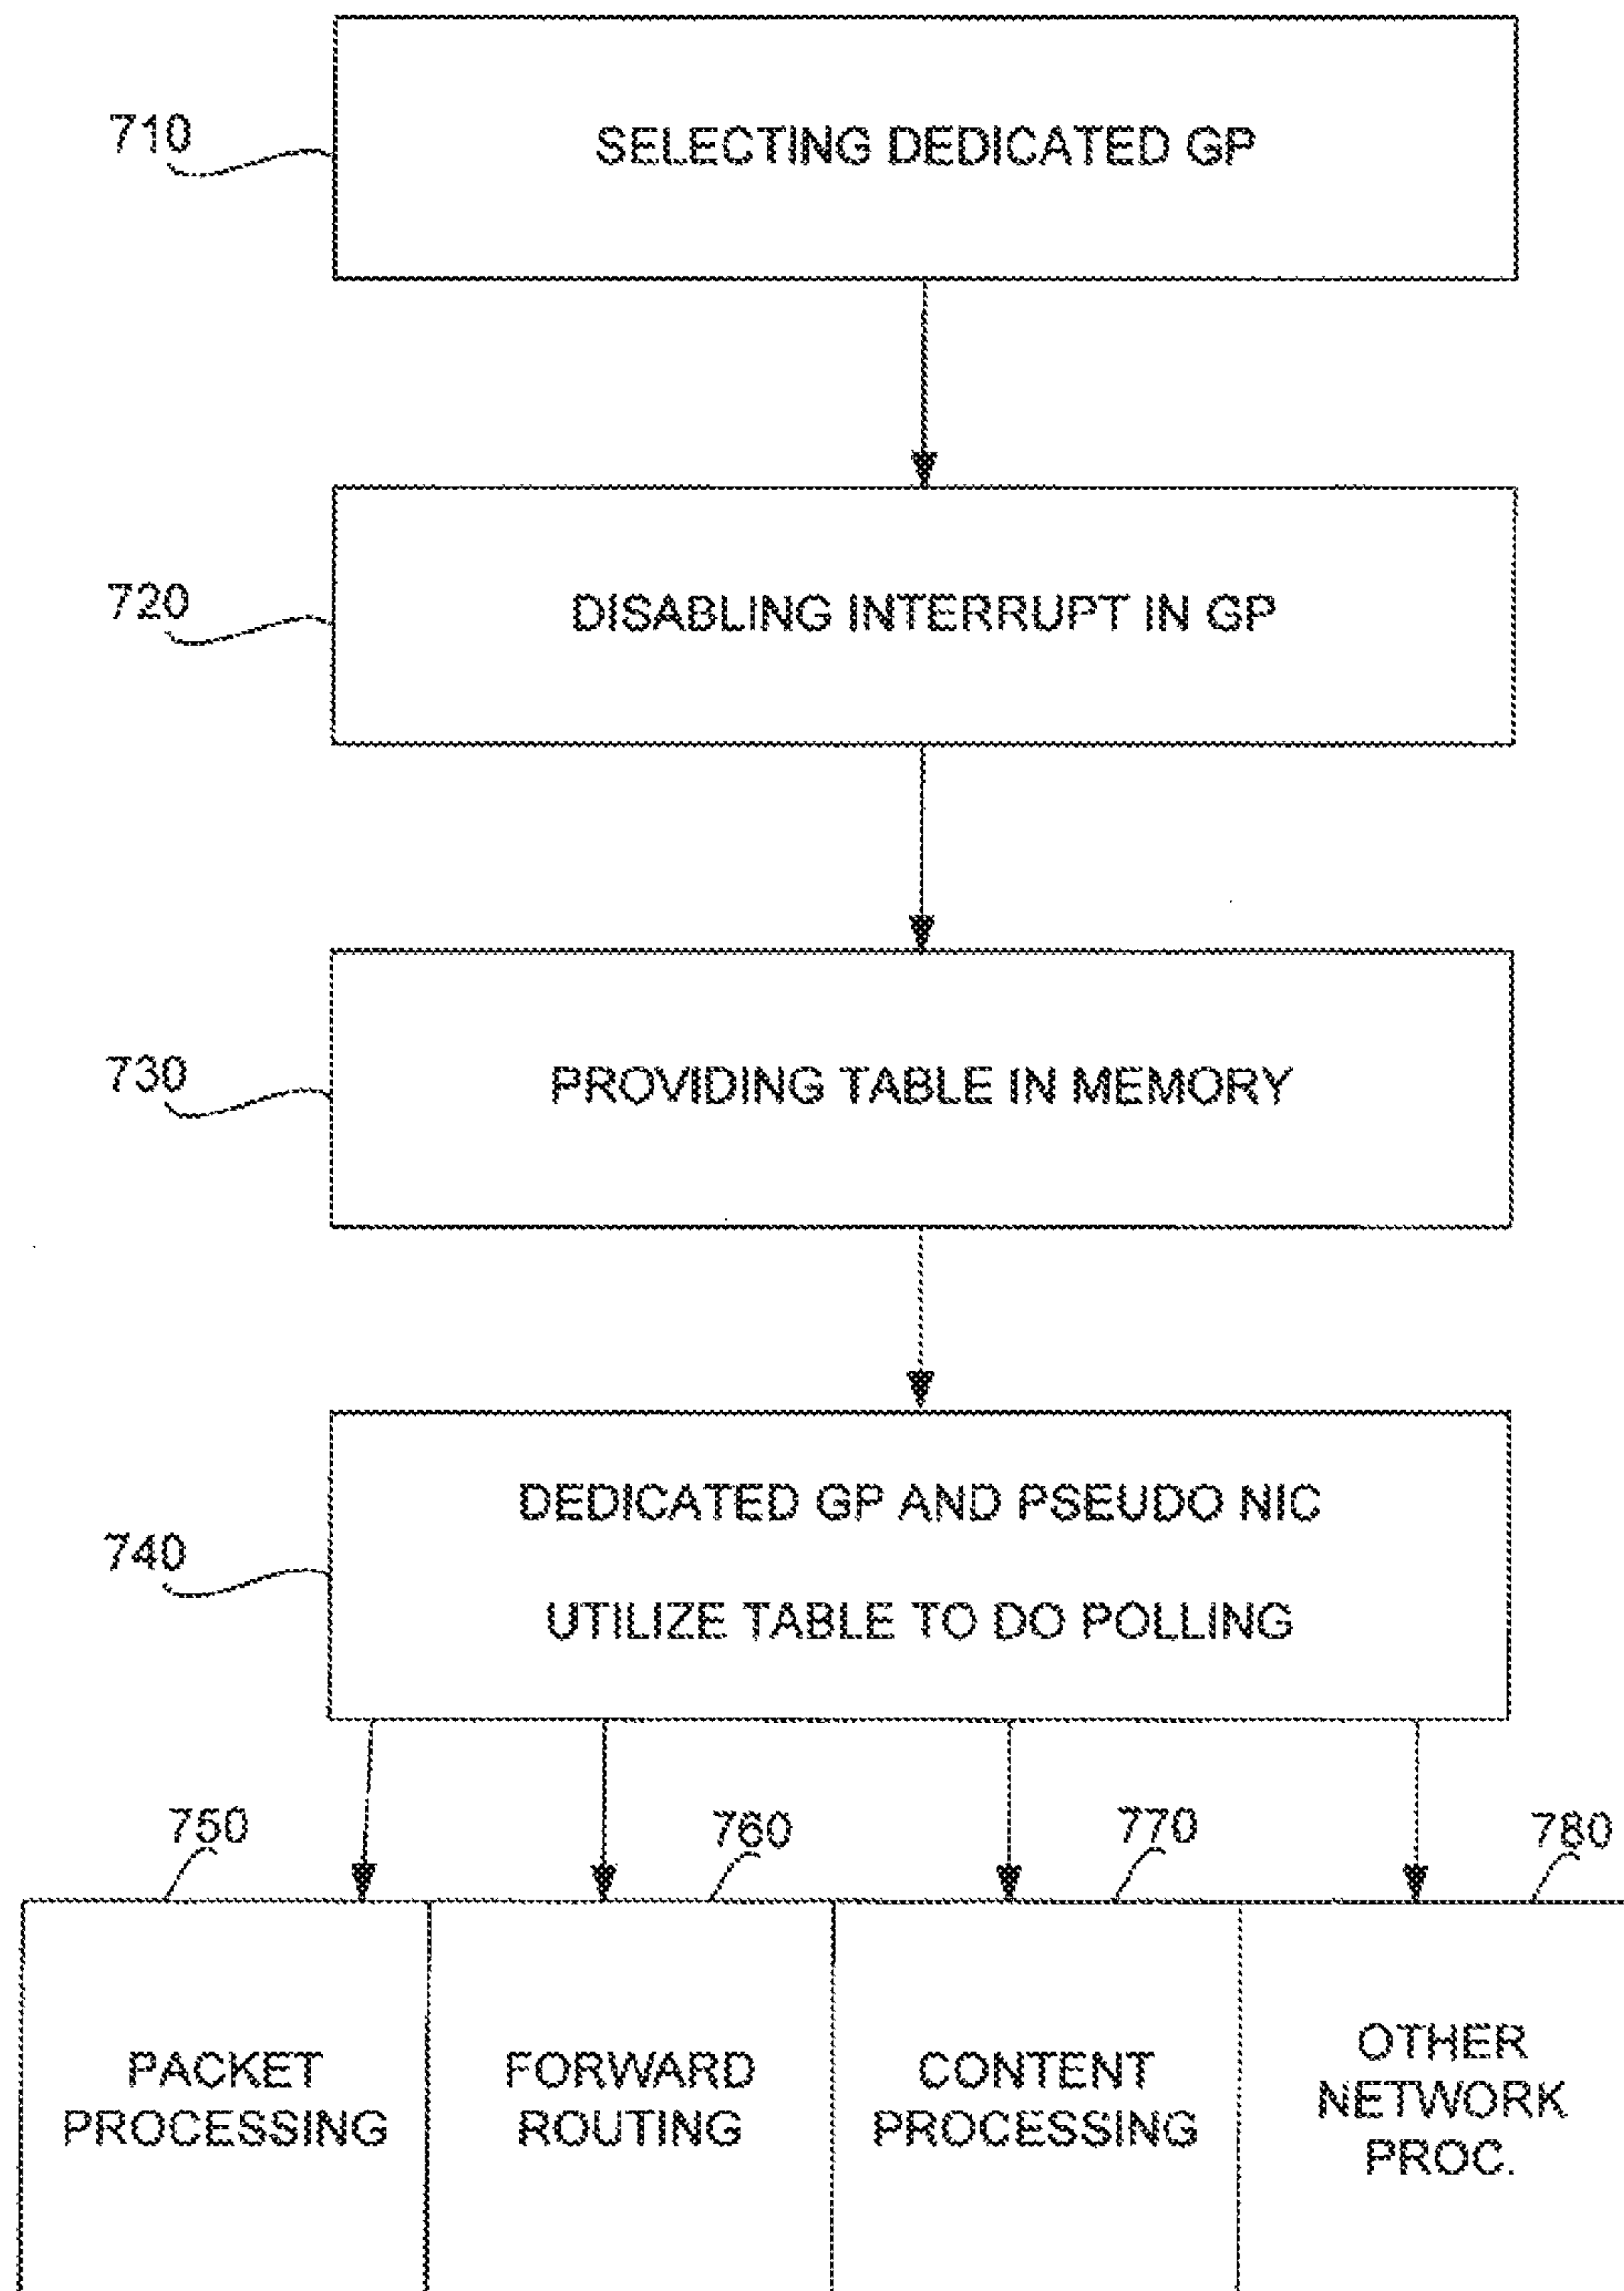 710
SELECTING DEDICATED GP
720
DISABLING INTERRUPT IN GP
730
PROVIDING TABLE IN MEMORY
740
DEDICATED GP AND PSEUDO NIC
UTILIZE TABLE TO DO POLLING
750
760
770
780
PACKET
PROCESSING
FORWARD
ROUTING
CONTENT
PROCESSING
OTHER
NETWORK
PROC.